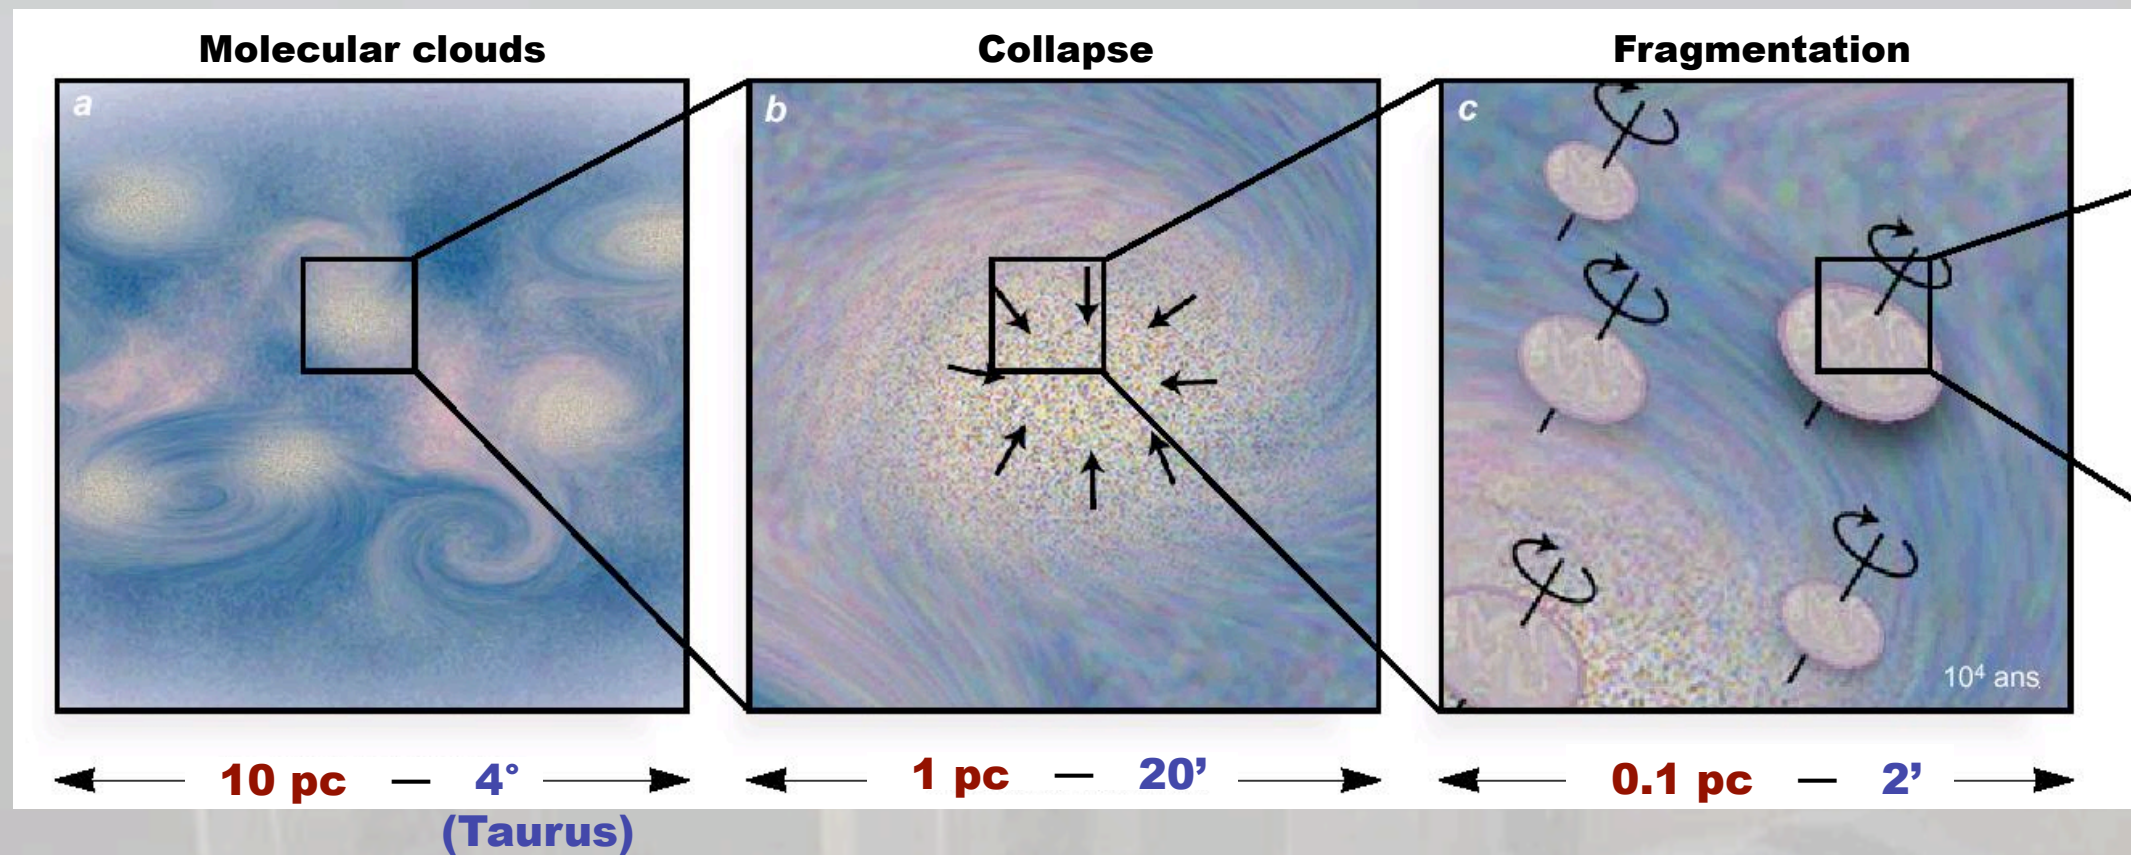 Molecular clouds
Collapse
Fragmentation
a
b
c
10⁴ ans
10 pc — 4°
1 pc — 20’
0.1 pc — 2’
(Taurus)